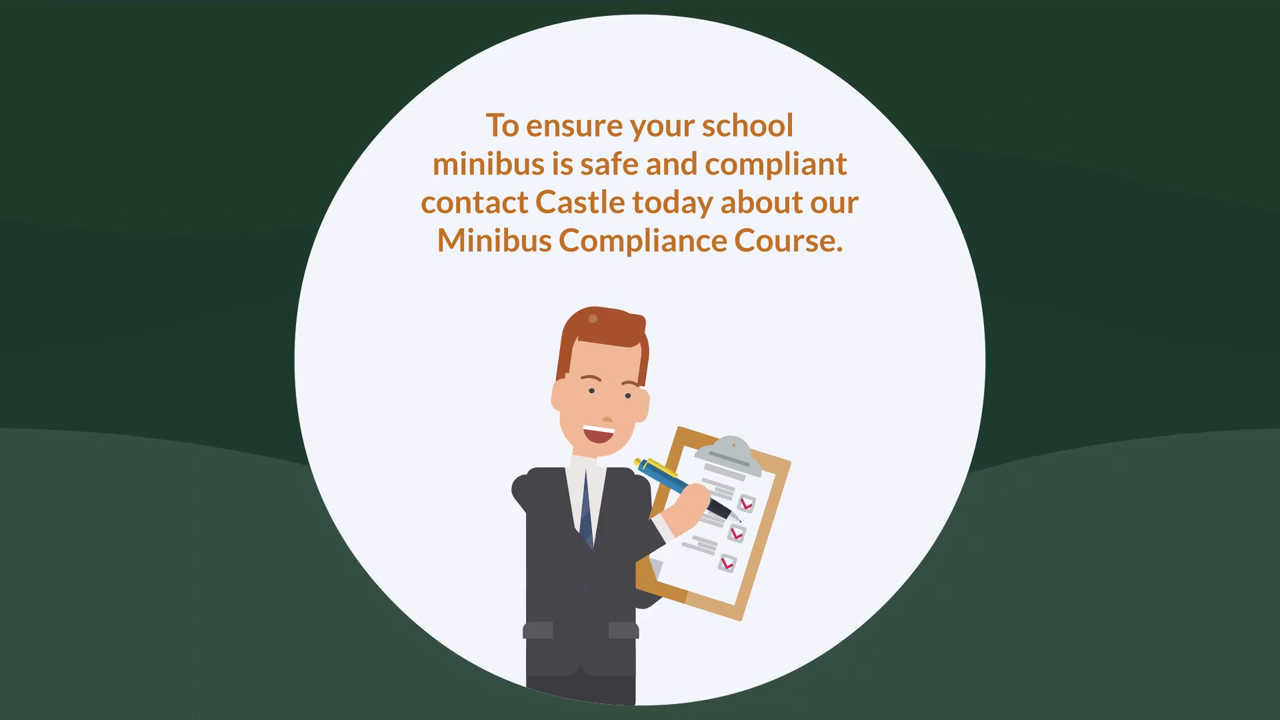 To ensure your school
minibus is safe and compliant
contact Castle today about our
Minibus Compliance Course.